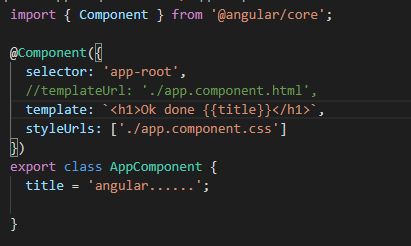 import { Component } from '@angular/core';
@Component({
selector: 'app-root',
//templateUrl: './app.component.html',
template: `<h1>Ok done {{title}}</h1>`,
styleUrls: ['./app.component.css']
})
export class AppComponent {
title = 'angular......';
}